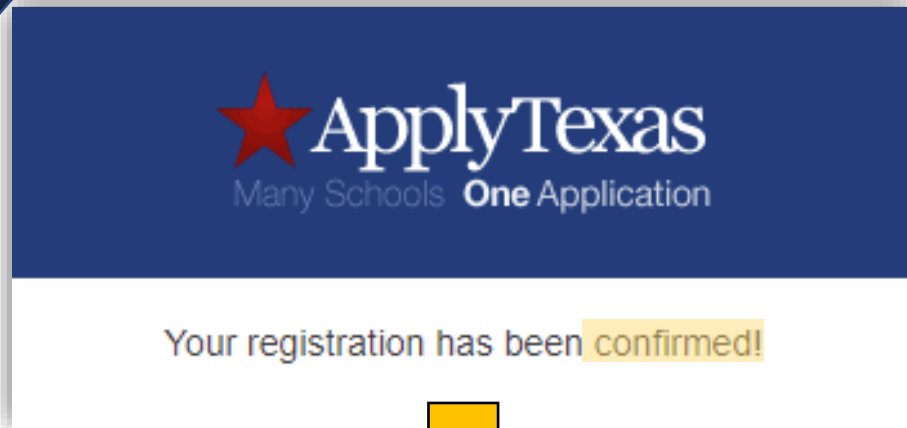 ApplyTexas
Many Schools One Application
Your registration has been confirmed!